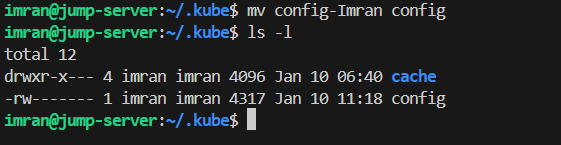 imran@jump-server:~/.kube$ mv config-Imran config
imran@jump-server:~/.kube$ ls -l
total 12
drwxr-x--- 4 imran imran 4096 Jan 10 06:40 cache
-rw------- 1 imran imran 4317 Jan 10 11:18 config
imran@jump-server:~/.kube$